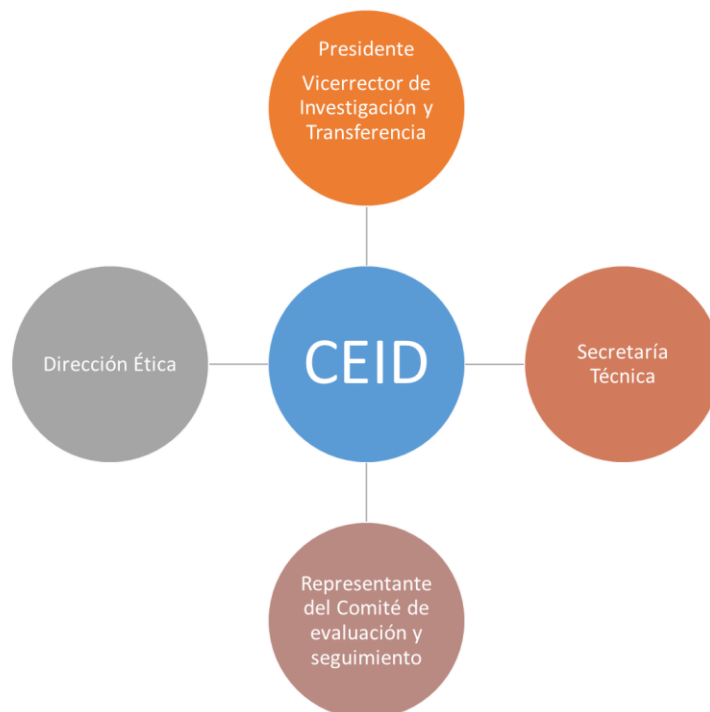 Presidente
Vicerrector de
Investigación y
Transferencia
Dirección Ética
CEID
Secretaría
Técnica
Representante
del Comité de
evaluación y
seguimiento